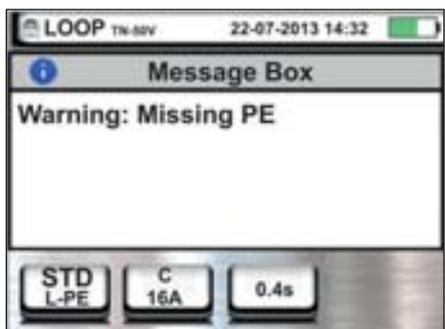 LOOP TN-50V 22-07-2013 14:32
Message Box
Warning: Missing PE
STD C
L-PE 16A 0.4s